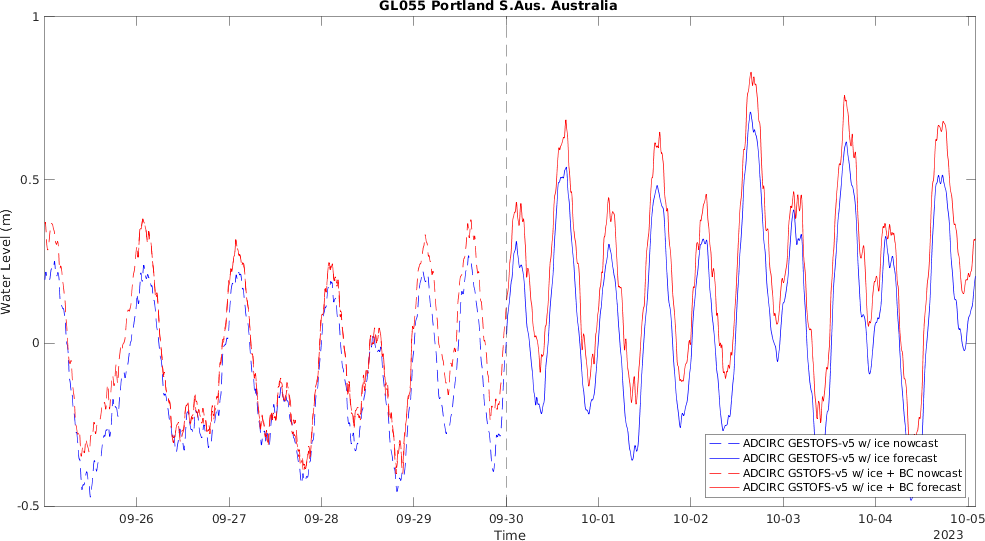 GL055 Portland S.Aus. Australia
1
0.5
0
-0.5
Water Level (m)
09-26 09-27 09-28 09-29 09-30 10-01 10-02 10-03 10-04 10-05
Time
2023
ADCIRC GESTOFS-v5 w/ ice nowcast
ADCIRC GESTOFS-v5 w/ ice forecast
ADCIRC GSTOFS-v5 w/ ice + BC nowcast
ADCIRC GSTOFS-v5 w/ ice + BC forecast